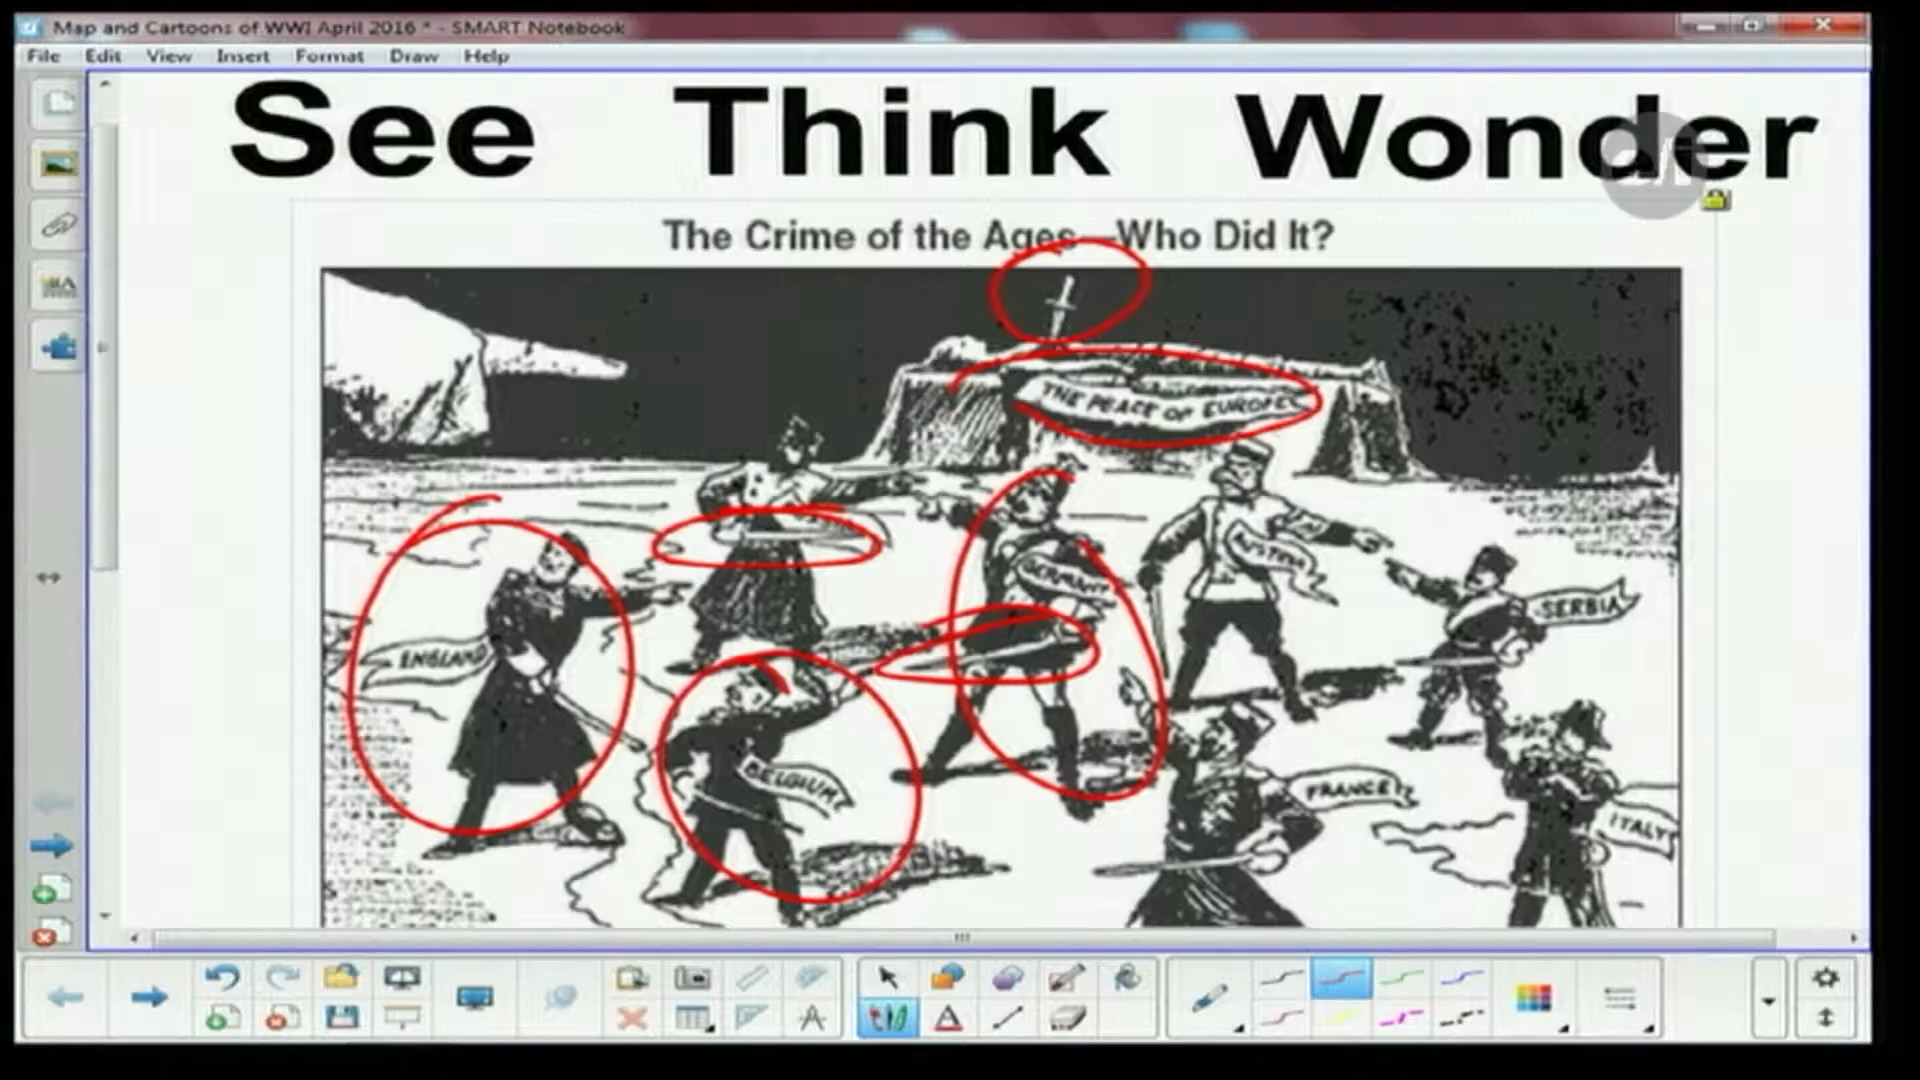 Map and Cartoons of WWI April 2016 * - SMART Notebook
File Edit View Insert Format Draw Help
See Think Wonder
The Crime of the Ages—Who Did It?
THE PEACE OF EUROPE
GERMANY
AUSTRIA
SERBIA
ENGLAND
BELGIUM
FRANCE
ITALY